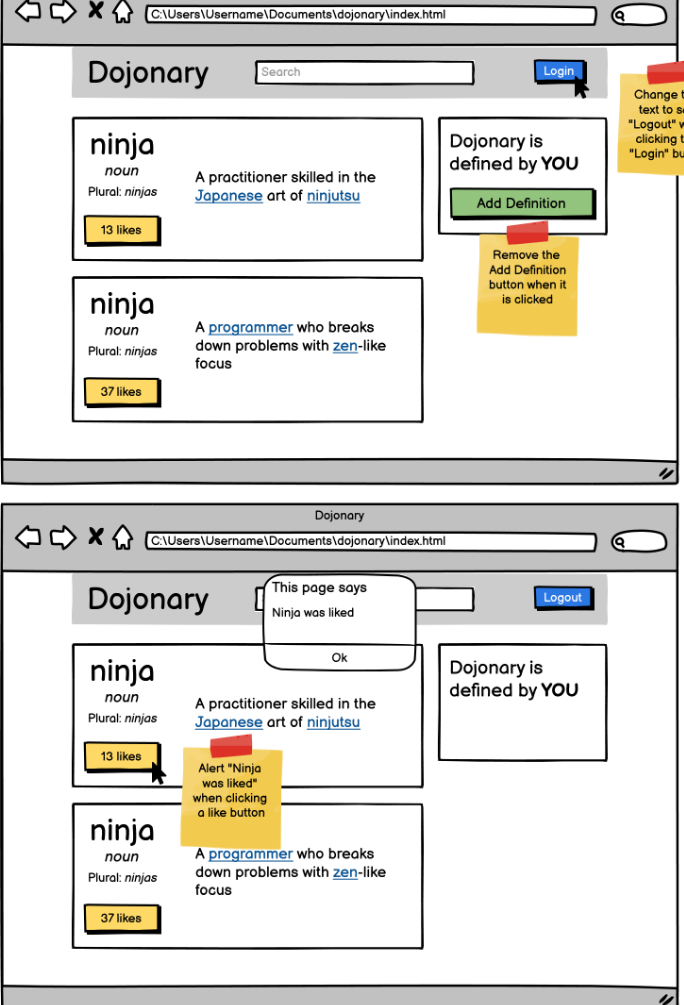 C:\Users\Username\Documents\dojonary\index.html
Dojonary
Search
Login
Change
text to
"Logout"
clicking
"Login"
ninja
noun
Plural: ninjas
13 likes
A practitioner skilled in the
Japanese art of ninjutsu
Dojonary is
defined by YOU
Add Definition
Remove the
Add Definition
button when it
is clicked
ninja
noun
Plural: ninjas
37 likes
A programmer who breaks
down problems with zen-like
focus
Dojonary
C:\Users\Username\Documents\dojonary\index.html
Dojonary
This page says
Ninja was liked
Ok
Logout
ninja
noun
Plural: ninjas
13 likes
A practitioner skilled in the
Japanese art of ninjutsu
Dojonary is
defined by YOU
Alert "Ninja
was liked"
when clicking
a like button
ninja
noun
Plural: ninjas
37 likes
A programmer who breaks
down problems with zen-like
focus